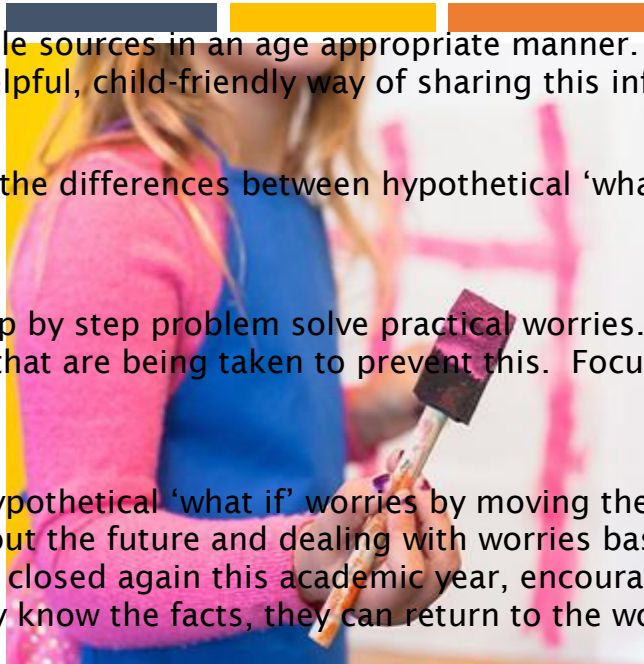 le sources in an age appropriate manner.
elpful, child-friendly way of sharing this inf
the differences between hypothetical ‘wha
p by step problem solve practical worries.
that are being taken to prevent this.  Focu
ypothetical ‘what if’ worries by moving the
out the future and dealing with worries bas
closed again this academic year, encoura
y know the facts, they can return to the wo